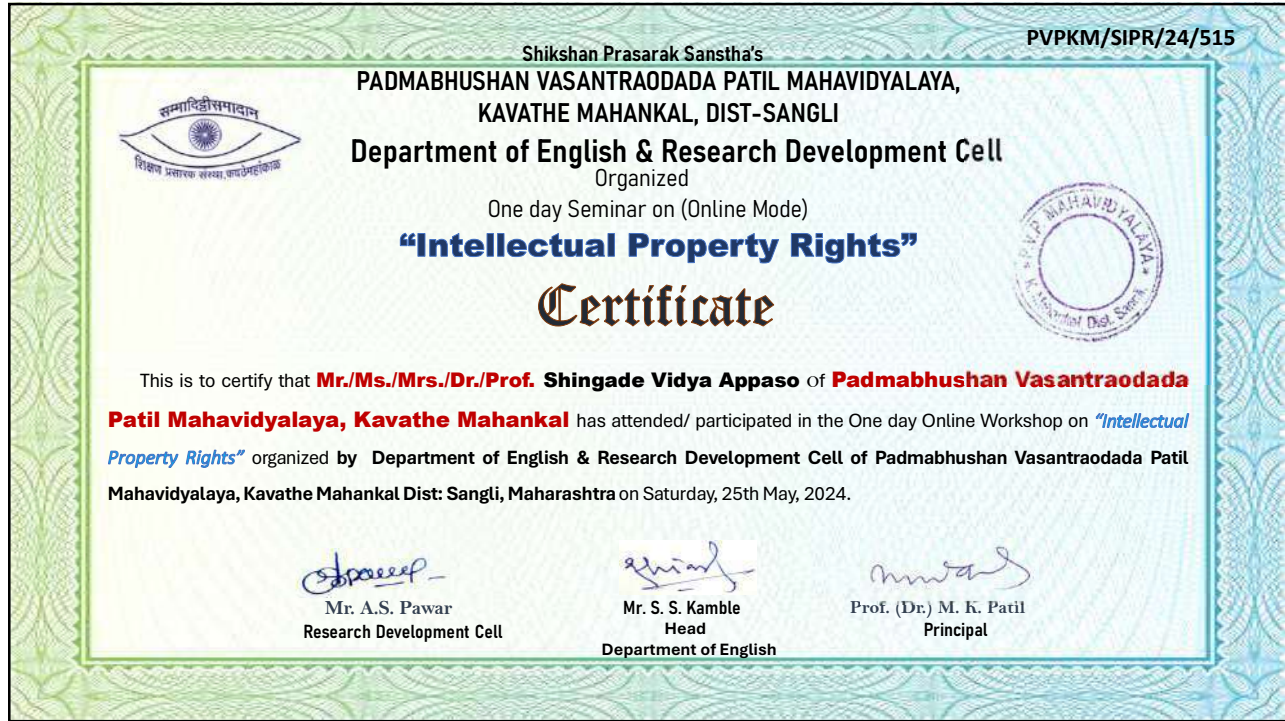 PVPKM/SIPR/24/515
Shikshan Prasarak Sanstha's
PADMABHUSHAN VASANTRAODADA PATIL MAHAVIDYALAYA,
KAVATHE MAHANKAL, DIST-SANGLI
सम्मादिट्ठीसमादान
शिक्षण प्रसारक संस्था,कवठेमहांकाळ
Department of English & Research Development Cell
Organized
One day Seminar on (Online Mode)
“Intellectual Property Rights”
P.V.P. MAHAVIDYALAYA
Dist. Sangli.
Certificate
This is to certify that Mr./Ms./Mrs./Dr./Prof. Shingade Vidya Appaso of Padmabhushan Vasantraodada
Patil Mahavidyalaya, Kavathe Mahankal has attended/ participated in the One day Online Workshop on “Intellectual
Property Rights” organized by Department of English & Research Development Cell of Padmabhushan Vasantraodada Patil
Mahavidyalaya, Kavathe Mahankal Dist: Sangli, Maharashtra on Saturday, 25th May, 2024.
Mr. A.S. Pawar
Research Development Cell
Mr. S. S. Kamble
Head
Department of English
Prof. (Dr.) M. K. Patil
Principal